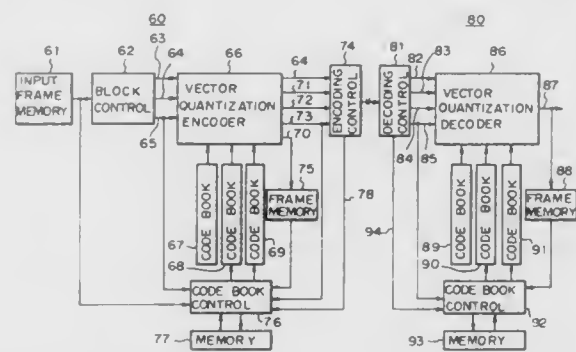 60
80
61
62
63
64
66
64
74
81
82
83
86
87
INPUT
FRAME
MEMORY
BLOCK
CONTROL
65
VECTOR
QUANTIZATION
ENCODER
71
72
73
70
ENCODING
CONTROL
DECODING
CONTROL
84
85
VECTOR
QUANTIZATION
DECODER
75
FRAME
MEMORY
78
94
88
FRAME
MEMORY
CODE BOOK
CODE BOOK
CODE BOOK
67
68
69
CODE BOOK
CODE BOOK
CODE BOOK
89
90
91
CODE BOOK
CONTROL
76
77
MEMORY
CODE BOOK
CONTROL
92
93
MEMORY